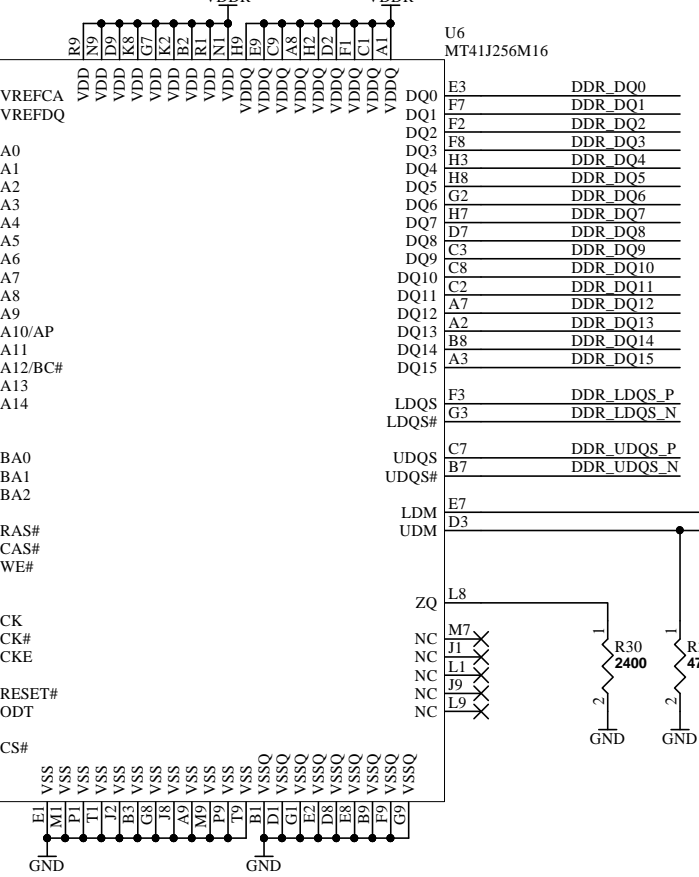 VDDR VDDR
R9 N9 D9 K8 G7 K2 B2 R1 N1 H9 E9 C9 A8 H2 D2 F1 C1 A1
VDD VDD VDD VDD VDD VDD VDD VDD VDD VDDQ VDDQ VDDQ VDDQ VDDQ VDDQ VDDQ VDDQ VDDQ
U6
MT41J256M16
VREFCA
VREFDQ
A0
A1
A2
A3
A4
A5
A6
A7
A8
A9
A10/AP
A11
A12/BC#
A13
A14
BA0
BA1
BA2
RAS#
CAS#
WE#
CK
CK#
CKE
RESET#
ODT
CS#
DQ0 E3 DDR_DQ0
DQ1 F7 DDR_DQ1
DQ2 F2 DDR_DQ2
DQ3 F8 DDR_DQ3
DQ4 H3 DDR_DQ4
DQ5 H8 DDR_DQ5
DQ6 G2 DDR_DQ6
DQ7 H7 DDR_DQ7
DQ8 D7 DDR_DQ8
DQ9 C3 DDR_DQ9
DQ10 C8 DDR_DQ10
DQ11 C2 DDR_DQ11
DQ12 A7 DDR_DQ12
DQ13 A2 DDR_DQ13
DQ14 B8 DDR_DQ14
DQ15 A3 DDR_DQ15
LDQS F3 DDR_LDQS_P
LDQS# G3 DDR_LDQS_N
UDQS C7 DDR_UDQS_P
UDQS# B7 DDR_UDQS_N
LDM E7
UDM D3
ZQ L8
NC M7
NC J1
NC L1
NC J9
NC L9
1 1
R30
2400
2 2
GND GND
VSS VSS VSS VSS VSS VSS VSS VSS VSS VSS VSS VSS VSSQ VSSQ VSSQ VSSQ VSSQ VSSQ VSSQ VSSQ VSSQ
E1 M1 P1 T1 J2 B3 G8 J8 A9 M9 P9 T9 B1 D1 G1 E2 D8 E8 B9 F9 G9
GND GND